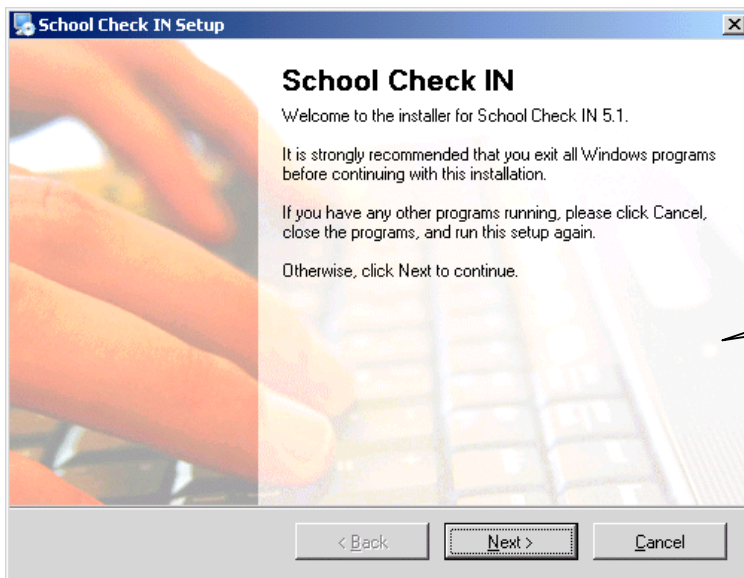 School Check IN Setup
School Check IN
Welcome to the installer for School Check IN 5.1.
It is strongly recommended that you exit all Windows programs
before continuing with this installation.
If you have any other programs running, please click Cancel,
close the programs, and run this setup again.
Otherwise, click Next to continue.
< Back
Next >
Cancel